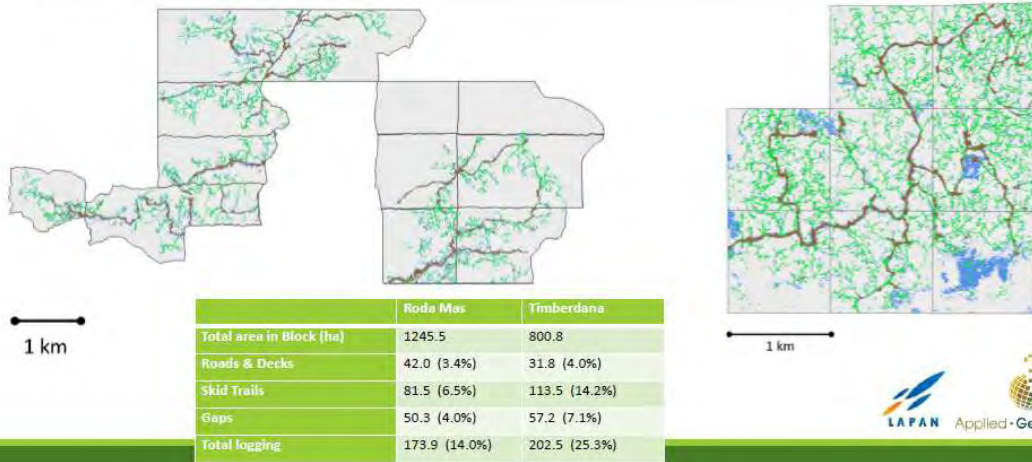 1 km
1 km
Roda Mas Timberdana
Total area in Block (ha) 1245.5 800.8
Roads & Decks 42.0 (3.4%) 31.8 (4.0%)
Skid Trails 81.5 (6.5%) 113.5 (14.2%)
Gaps 50.3 (4.0%) 57.2 (7.1%)
Total logging 173.9 (14.0%) 202.5 (25.3%)
LAPAN Applied·Ge